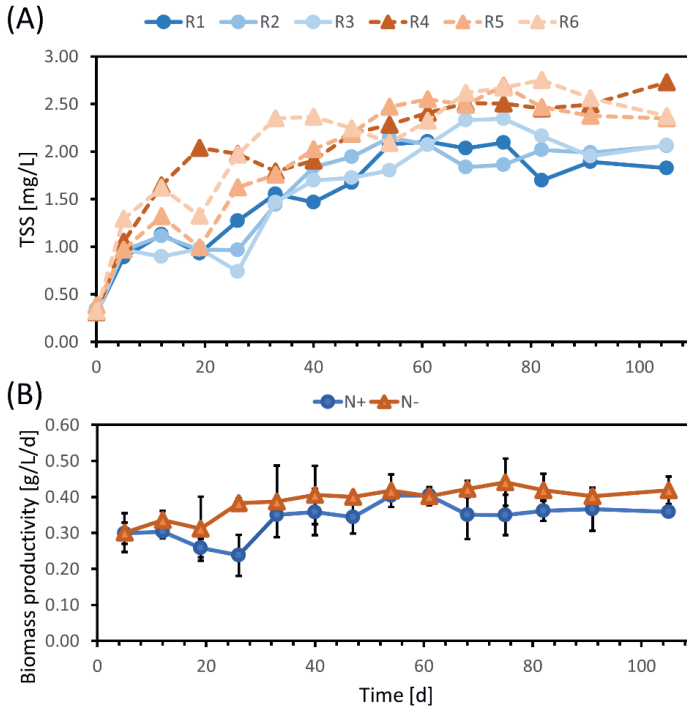 (A)
R1 R2 R3 R4 R5 R6
TSS [mg/L]
3.00
2.50
2.00
1.50
1.00
0.50
0.00
0 20 40 60 80 100
(B)
N+ N-
Biomass productivity [g/L/d]
0.60
0.50
0.40
0.30
0.20
0.10
0.00
0 20 40 60 80 100
Time [d]